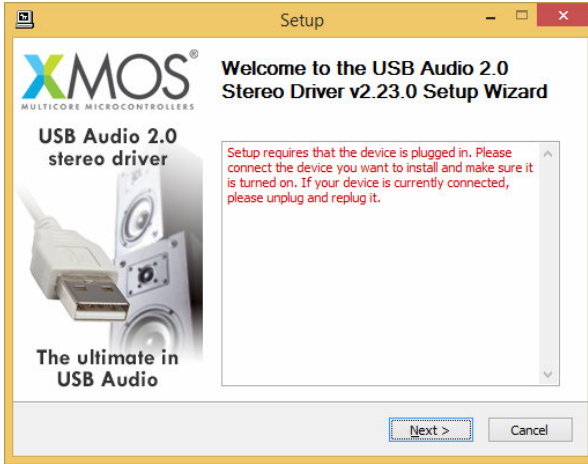 Setup
XMOS®
MULTICORE MICROCONTROLLERS
USB Audio 2.0
stereo driver
The ultimate in
USB Audio
Welcome to the USB Audio 2.0
Stereo Driver v2.23.0 Setup Wizard
Setup requires that the device is plugged in. Please
connect the device you want to install and make sure it
is turned on. If your device is currently connected,
please unplug and replug it.
Next >
Cancel